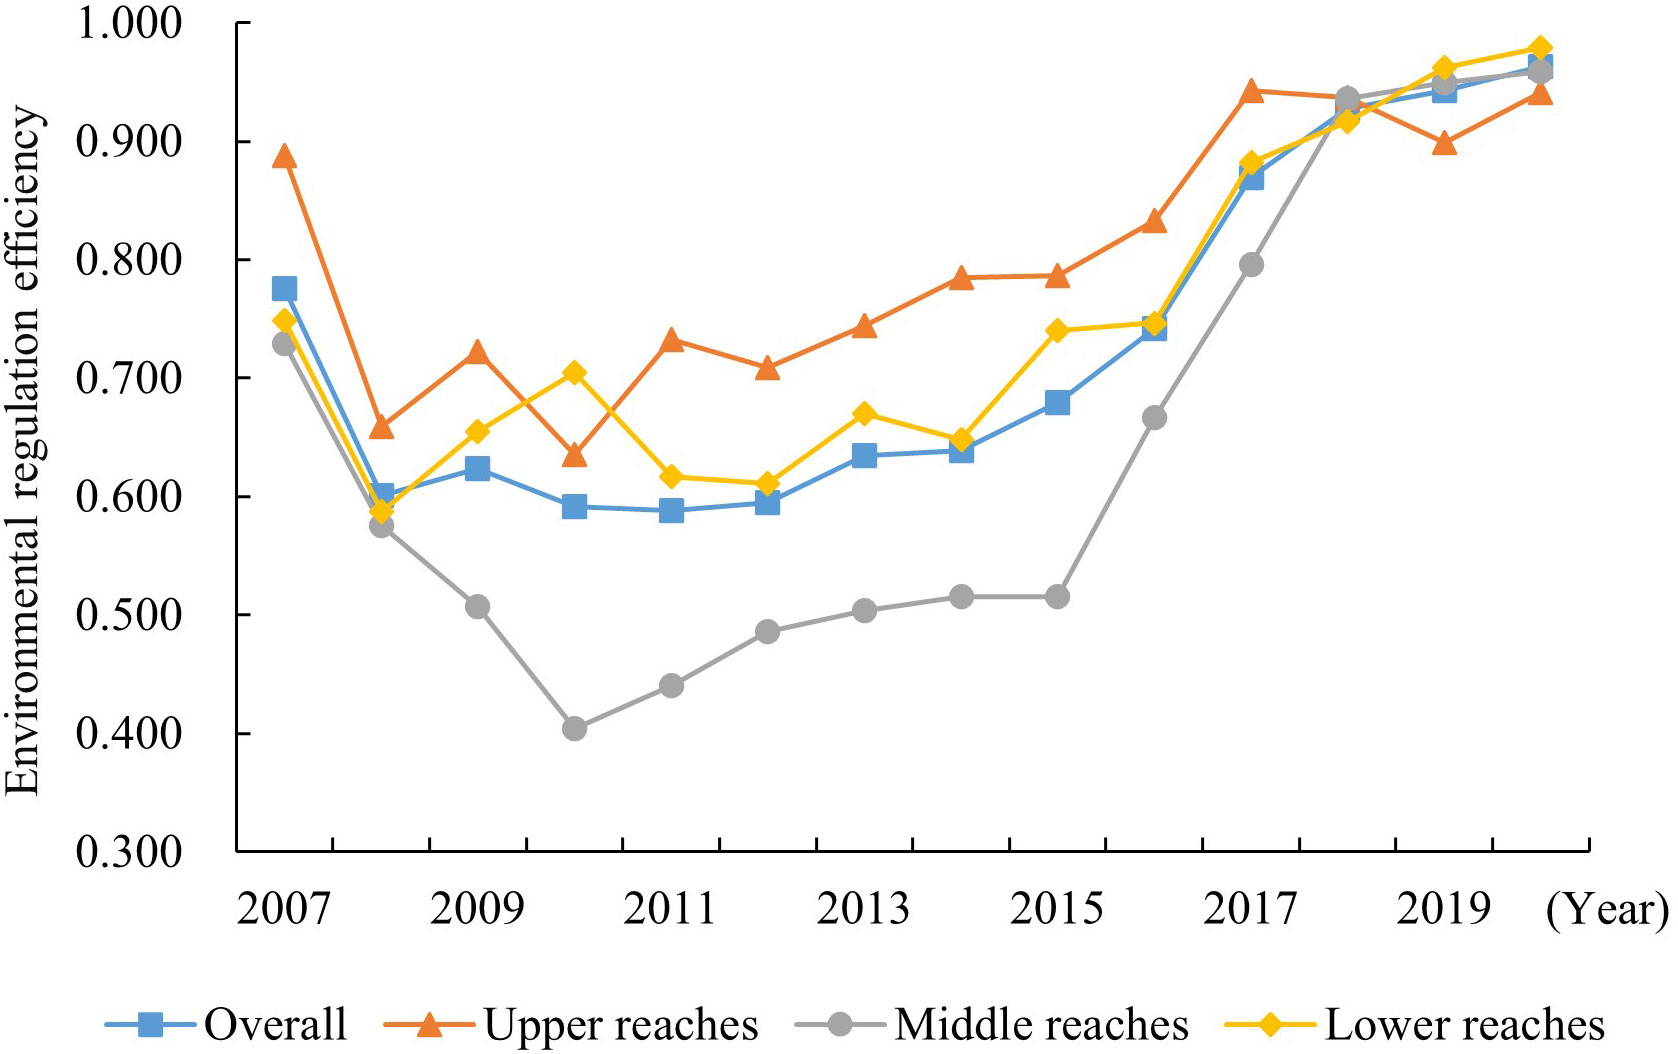 Environmental regulation efficiency
1.000
0.900
0.800
0.700
0.600
0.500
0.400
0.300
2007 2009 2011 2013 2015 2017 2019 (Year)
Overall Upper reaches Middle reaches Lower reaches